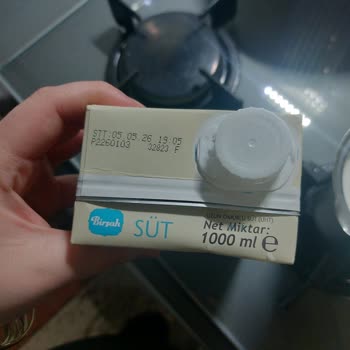 STT:05 05 26 19:05
P2260103 32023 F
Birşah
SÜT
Net Miktar:
1000 ml e